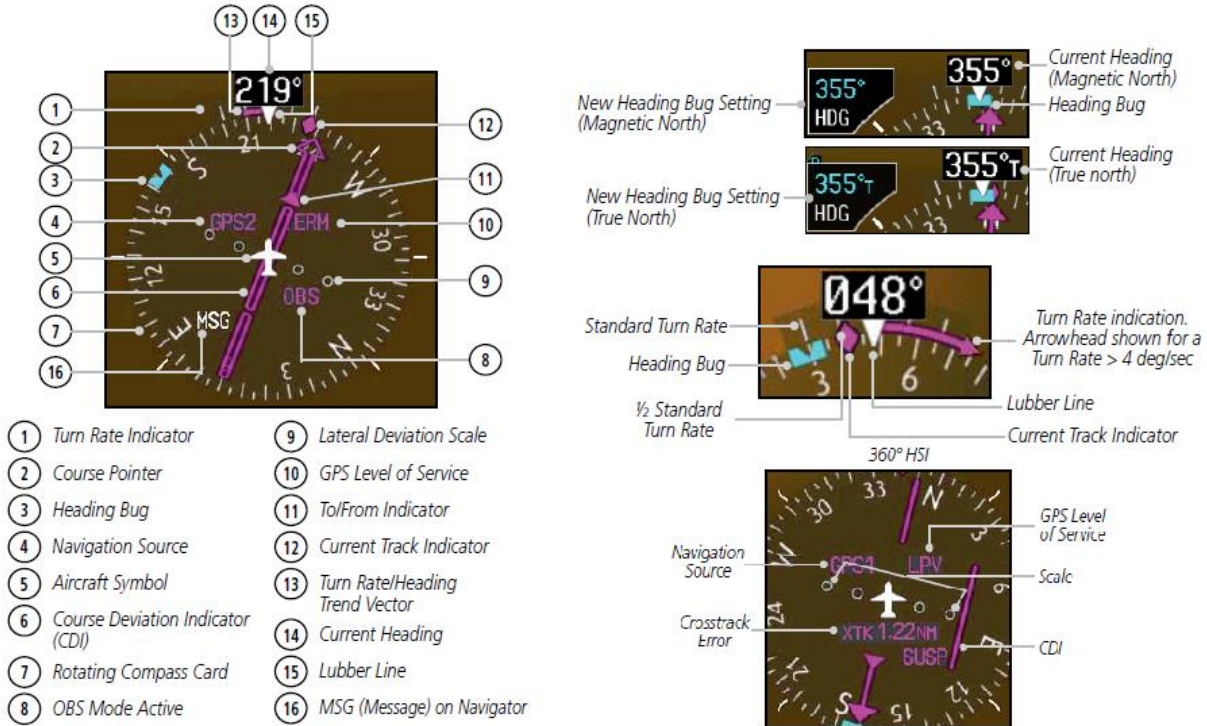 13 14 15
219°
1
2
3
4
5
6
7
16
12
11
10
9
8
21
S
W
15
GPS2
TERM
30
12
33
OBS
E
MSG
N
3
1 Turn Rate Indicator
2 Course Pointer
3 Heading Bug
4 Navigation Source
5 Aircraft Symbol
6 Course Deviation Indicator
(CDI)
7 Rotating Compass Card
8 OBS Mode Active
9 Lateral Deviation Scale
10 GPS Level of Service
11 To/From Indicator
12 Current Track Indicator
13 Turn Rate/Heading
Trend Vector
14 Current Heading
15 Lubber Line
16 MSG (Message) on Navigator
New Heading Bug Setting
(Magnetic North)
355°
HDG
355°
33
Current Heading
(Magnetic North)
Heading Bug
New Heading Bug Setting
(True North)
355°T
HDG
355°T
33
Current Heading
(True north)
048°
3
6
Standard Turn Rate
Heading Bug
½ Standard
Turn Rate
Turn Rate indication.
Arrowhead shown for a
Turn Rate > 4 deg/sec
Lubber Line
Current Track Indicator
360° HSI
30
33
N
3
W
6
24
E
21
12
S
15
Navigation
Source
GPS1
LPV
GPS Level
of Service
Scale
Crosstrack
Error
XTK 1.22NM
SUSP
CDI